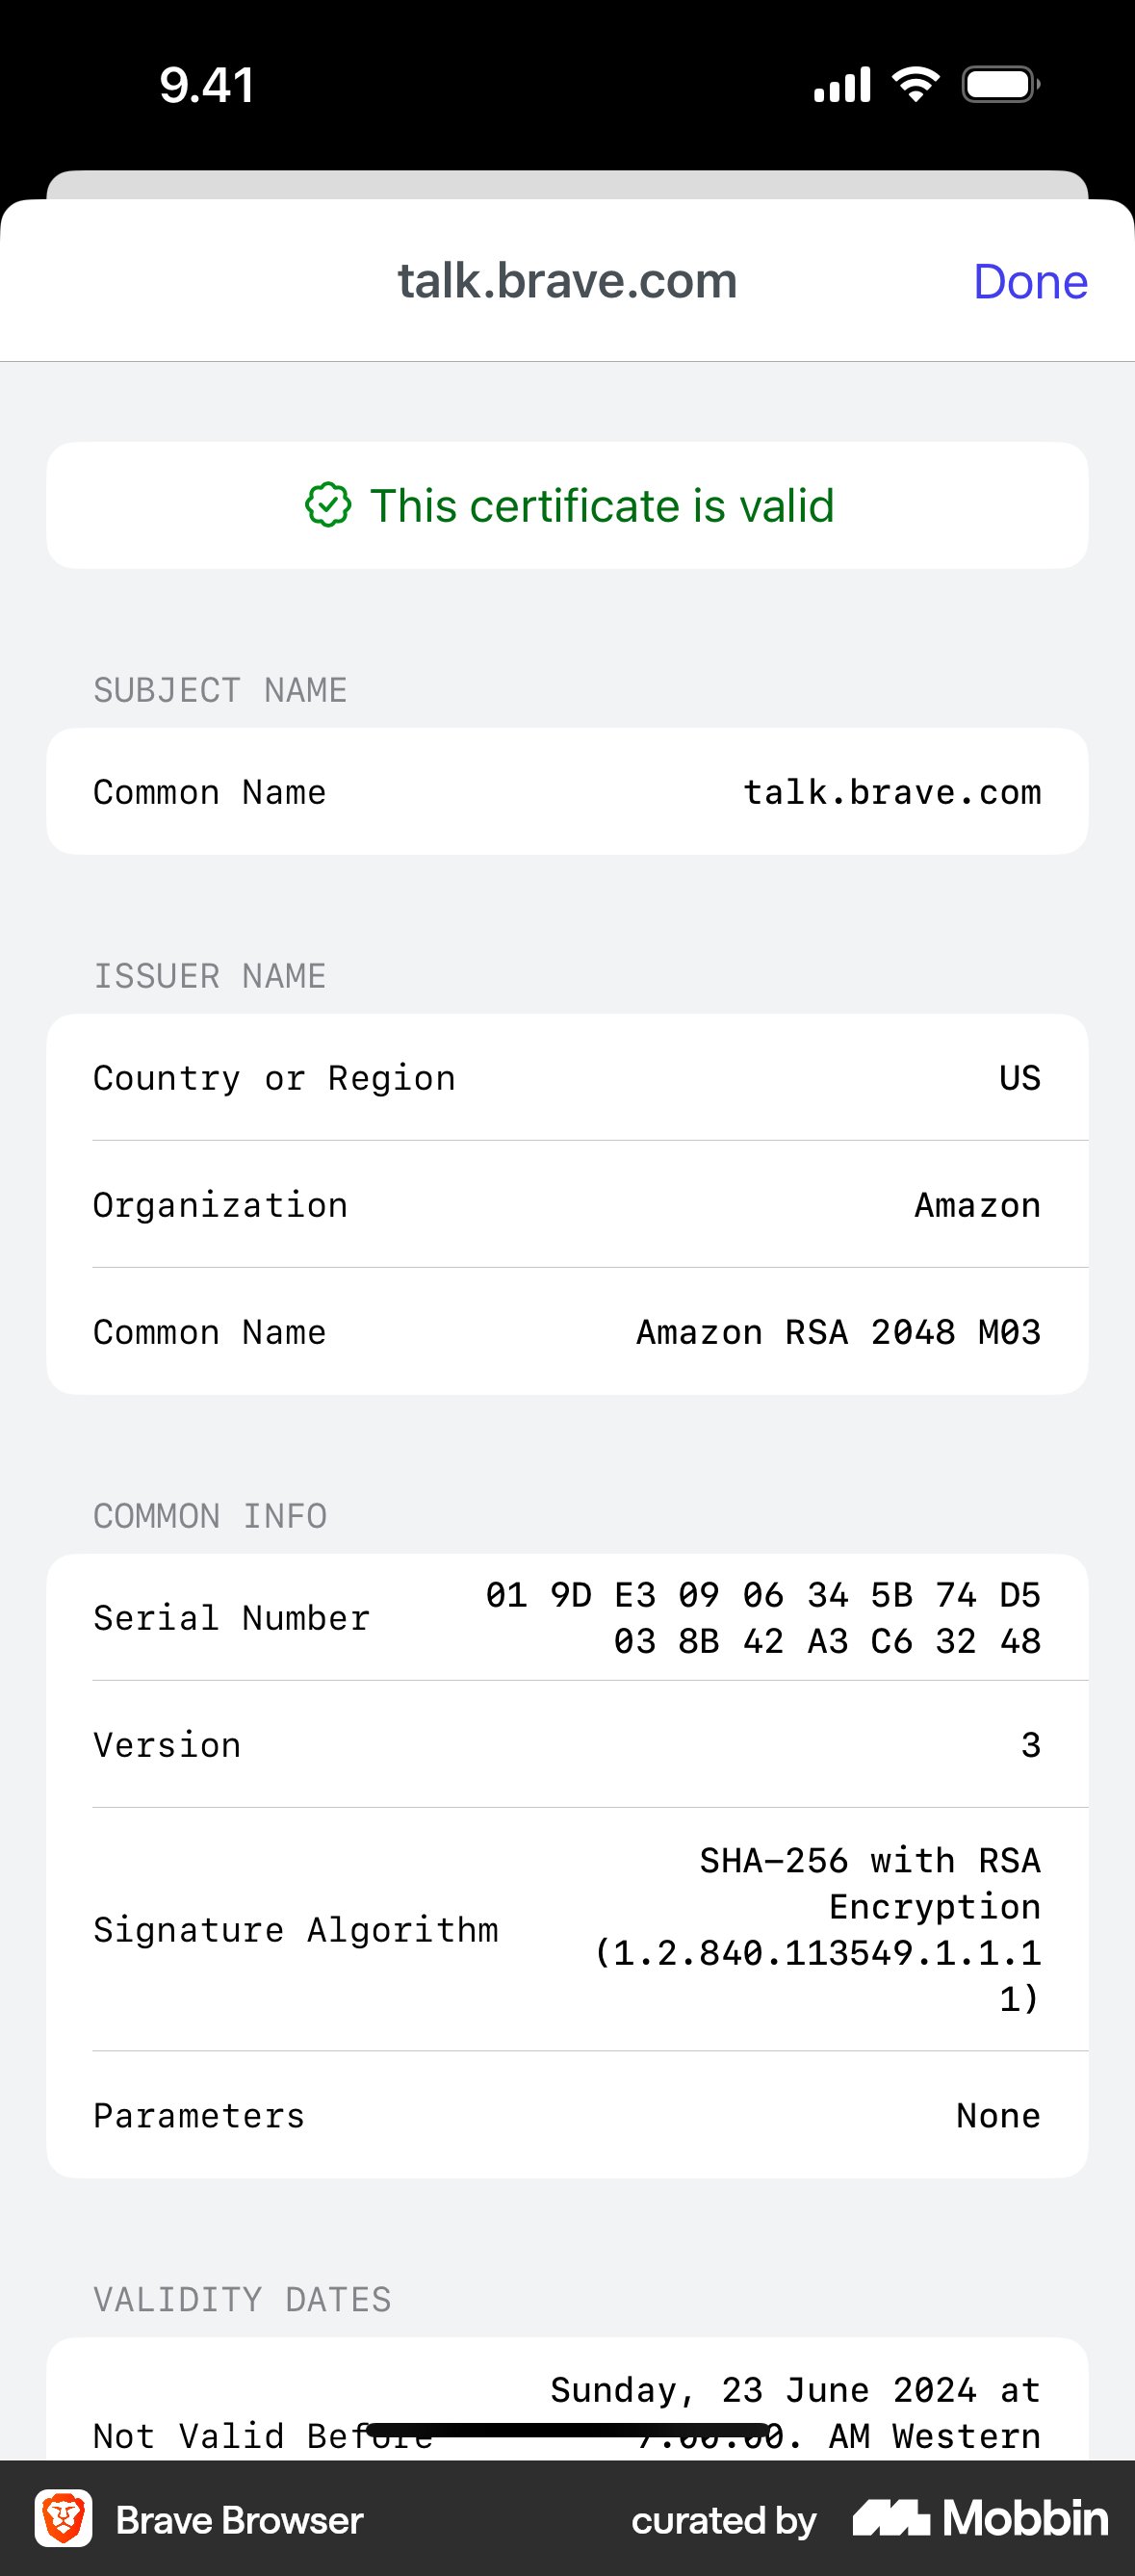 9.41
talk.brave.com
Done
This certificate is valid
SUBJECT NAME
Common Name talk.brave.com
ISSUER NAME
Country or Region US
Organization Amazon
Common Name Amazon RSA 2048 M03
COMMON INFO
Serial Number 01 9D E3 09 06 34 5B 74 D5
03 8B 42 A3 C6 32 48
Version 3
Signature Algorithm SHA-256 with RSA
Encryption
(1.2.840.113549.1.1.1
1)
Parameters None
VALIDITY DATES
Sunday, 23 June 2024 at
Not Valid Before 7.00.00. AM Western
Brave Browser
curated by Mobbin